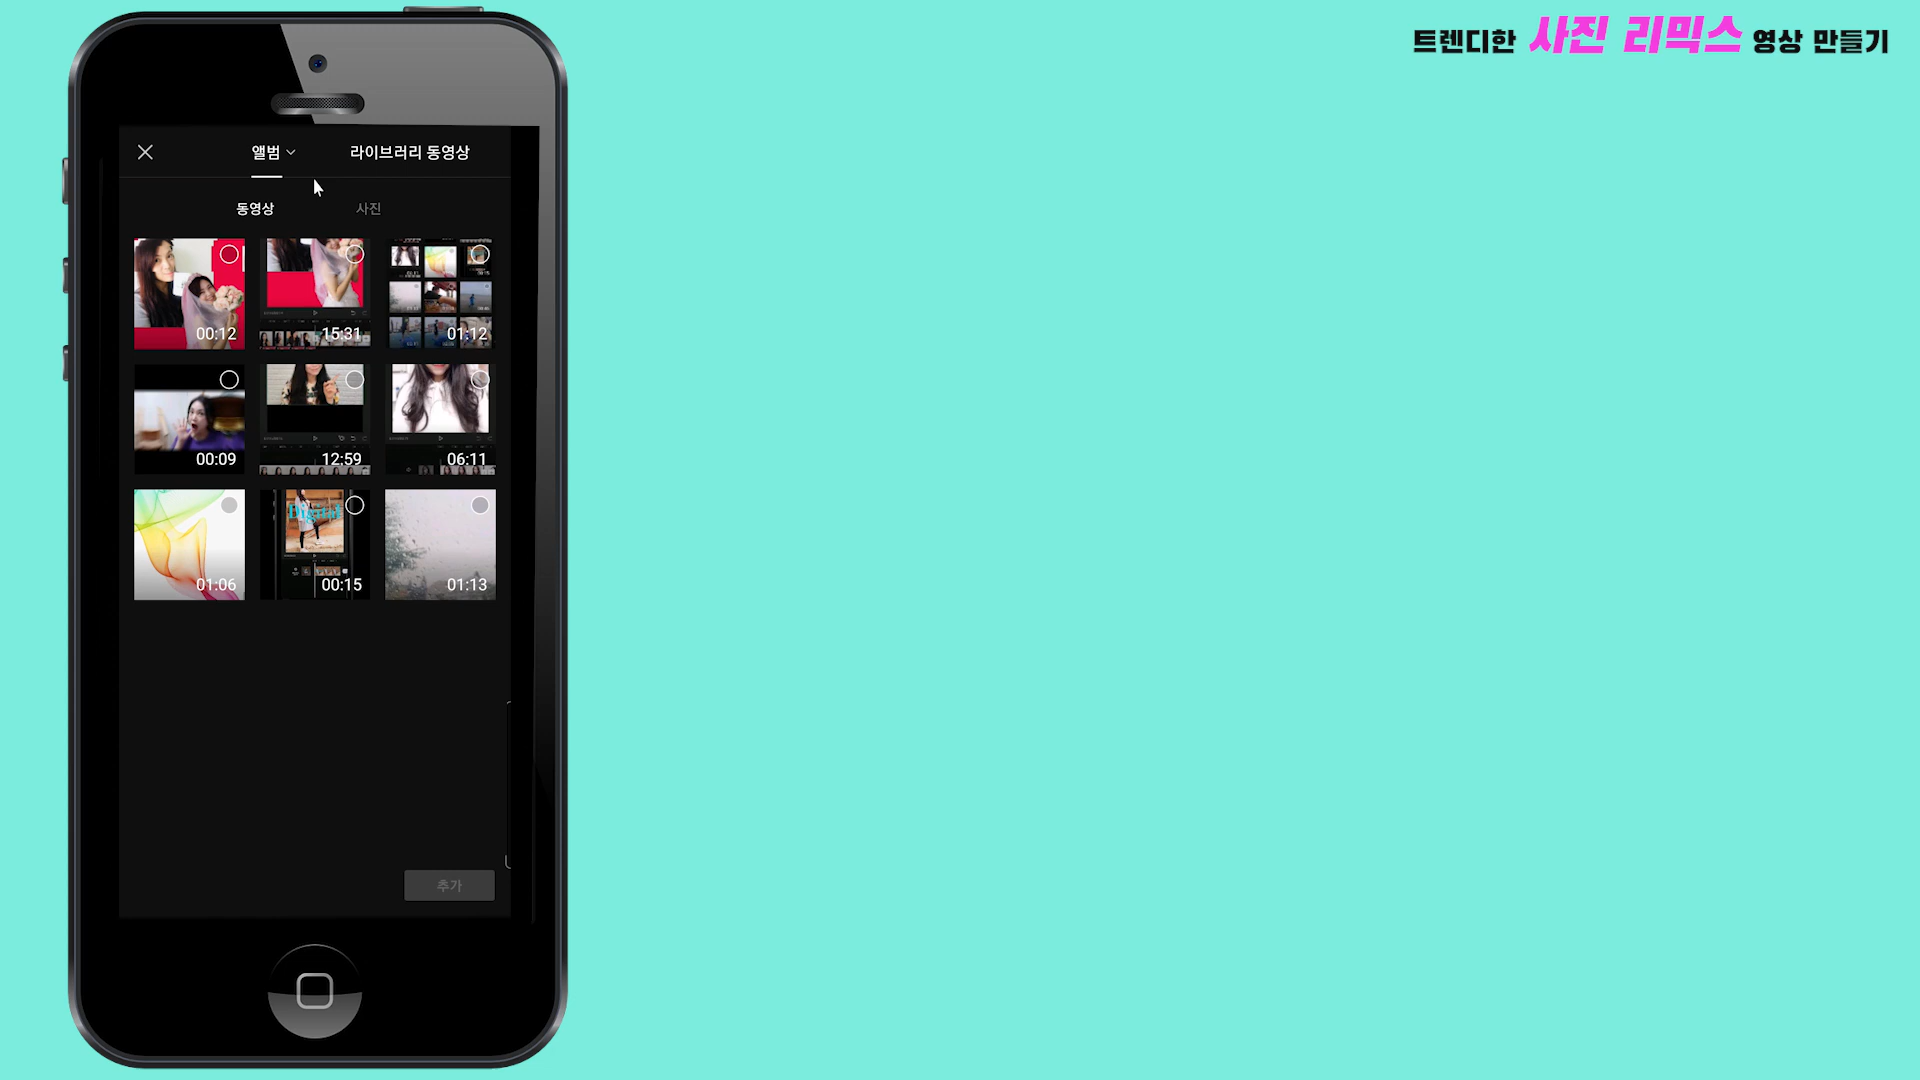 트렌디한 사진 리믹스 영상 만들기
앨범 라이브러리 동영상
동영상 사진
00:12 15:31 01:12
00:09 12:59 06:11
Digital
01:06 00:15 01:13
추가